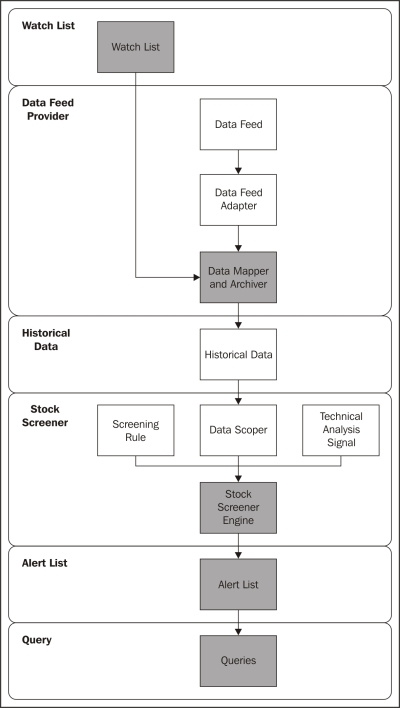 Watch List
Watch List
Data Feed
Provider
Data Feed
Data Feed
Adapter
Data Mapper
and Archiver
Historical
Data
Historical Data
Stock
Screener
Screening
Rule
Data Scoper
Technical
Analysis
Signal
Stock
Screener
Engine
Alert List
Alert List
Query
Queries